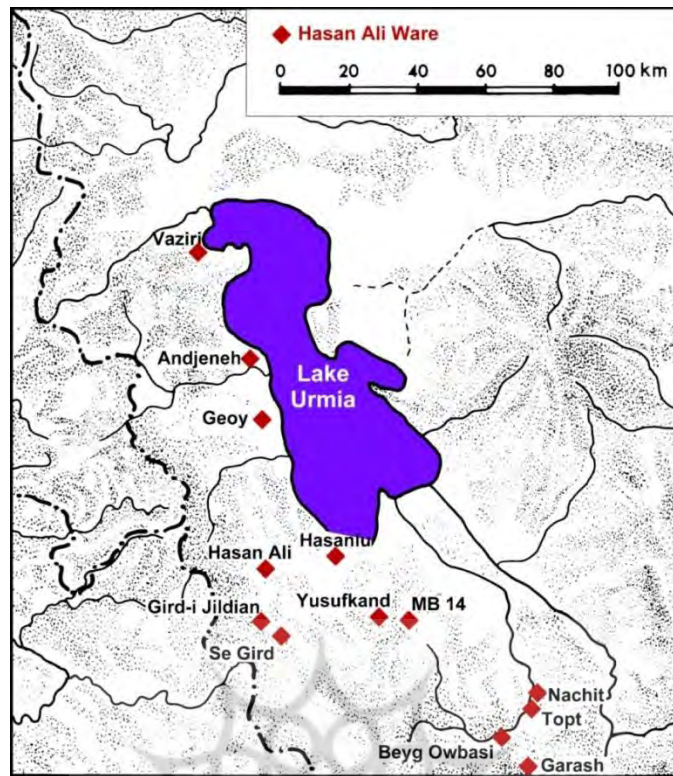 Hasan Ali Ware
0 20 40 60 80 100 km
Vaziri
Andjeneh
Lake
Urmia
Geoy
Hasanlu
Hasan Ali
Gird-i Jildian
Yusufkand
MB 14
Se Gird
Nachit
Topt
Beyg Owbasi
Garash